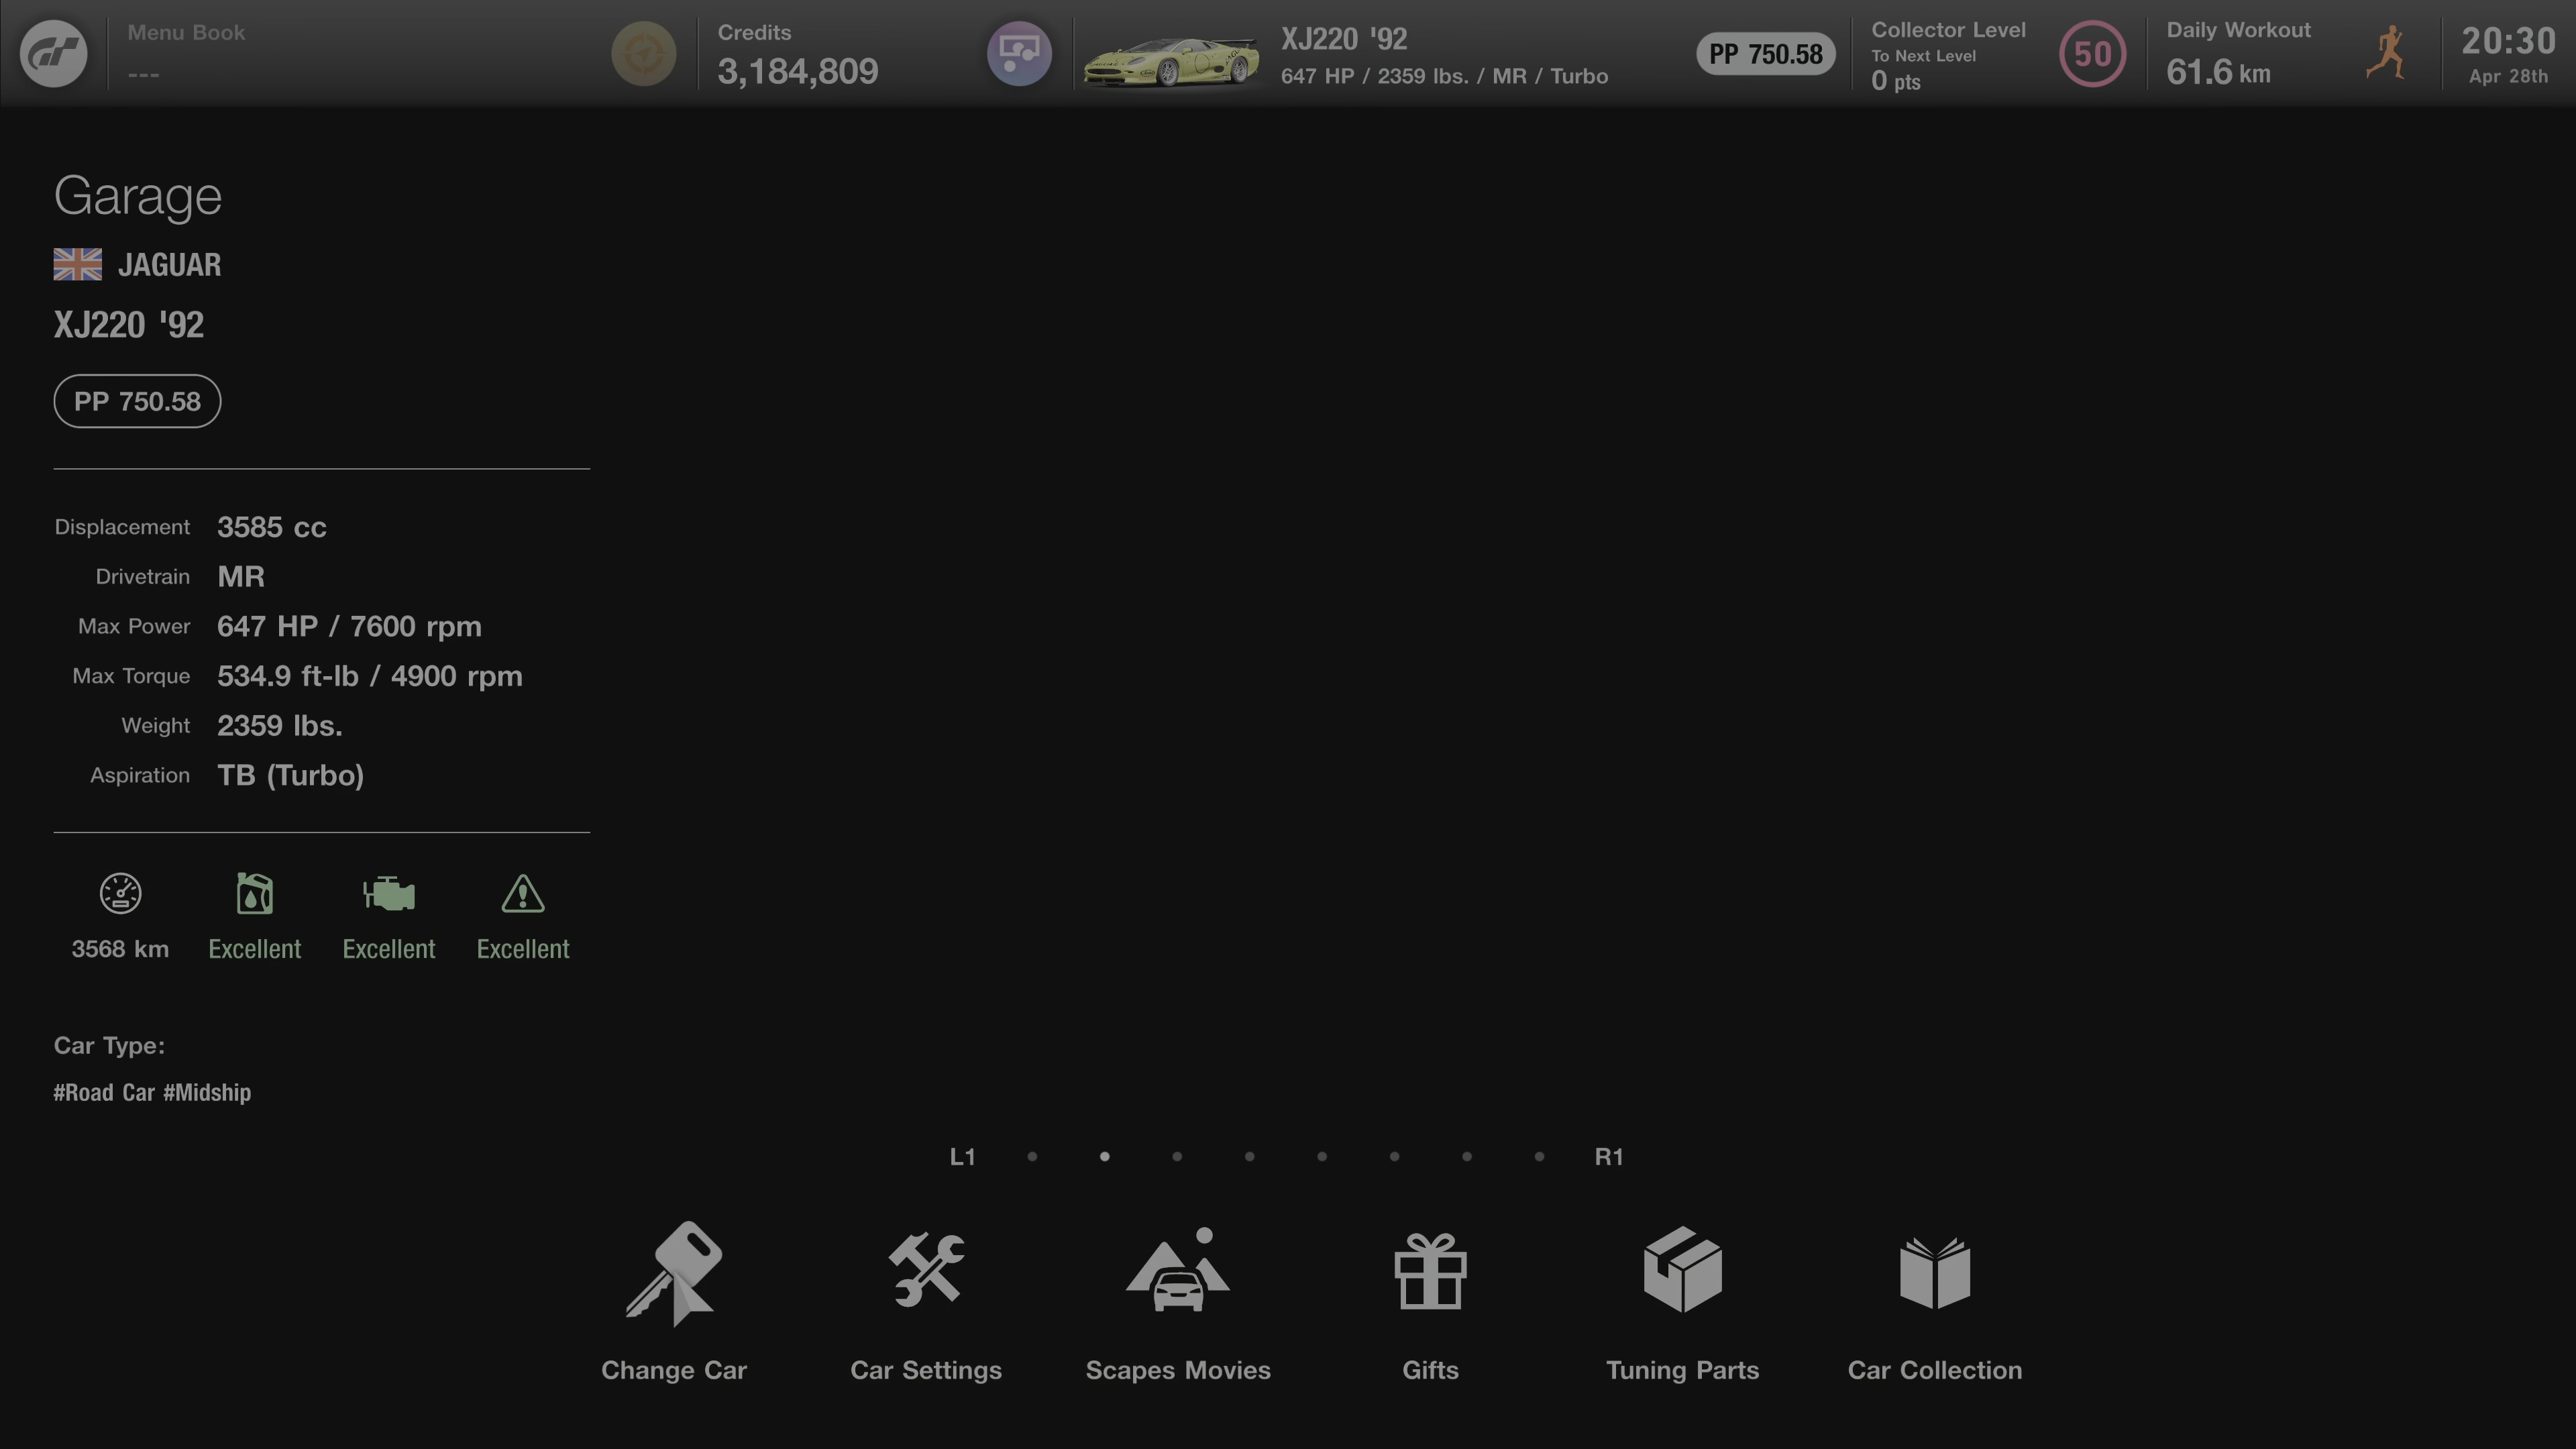 Menu Book
---
Credits
3,184,809
XJ220 '92
647 HP / 2359 lbs. / MR / Turbo
PP 750.58
Collector Level
To Next Level
0 pts
50
Daily Workout
61.6 km
20:30
Apr 28th
Garage
JAGUAR
XJ220 '92
PP 750.58
Displacement 3585 cc
Drivetrain MR
Max Power 647 HP / 7600 rpm
Max Torque 534.9 ft-lb / 4900 rpm
Weight 2359 lbs.
Aspiration TB (Turbo)
3568 km Excellent Excellent Excellent
Car Type:
#Road Car #Midship
L1 R1
Change Car Car Settings Scapes Movies Gifts Tuning Parts Car Collection